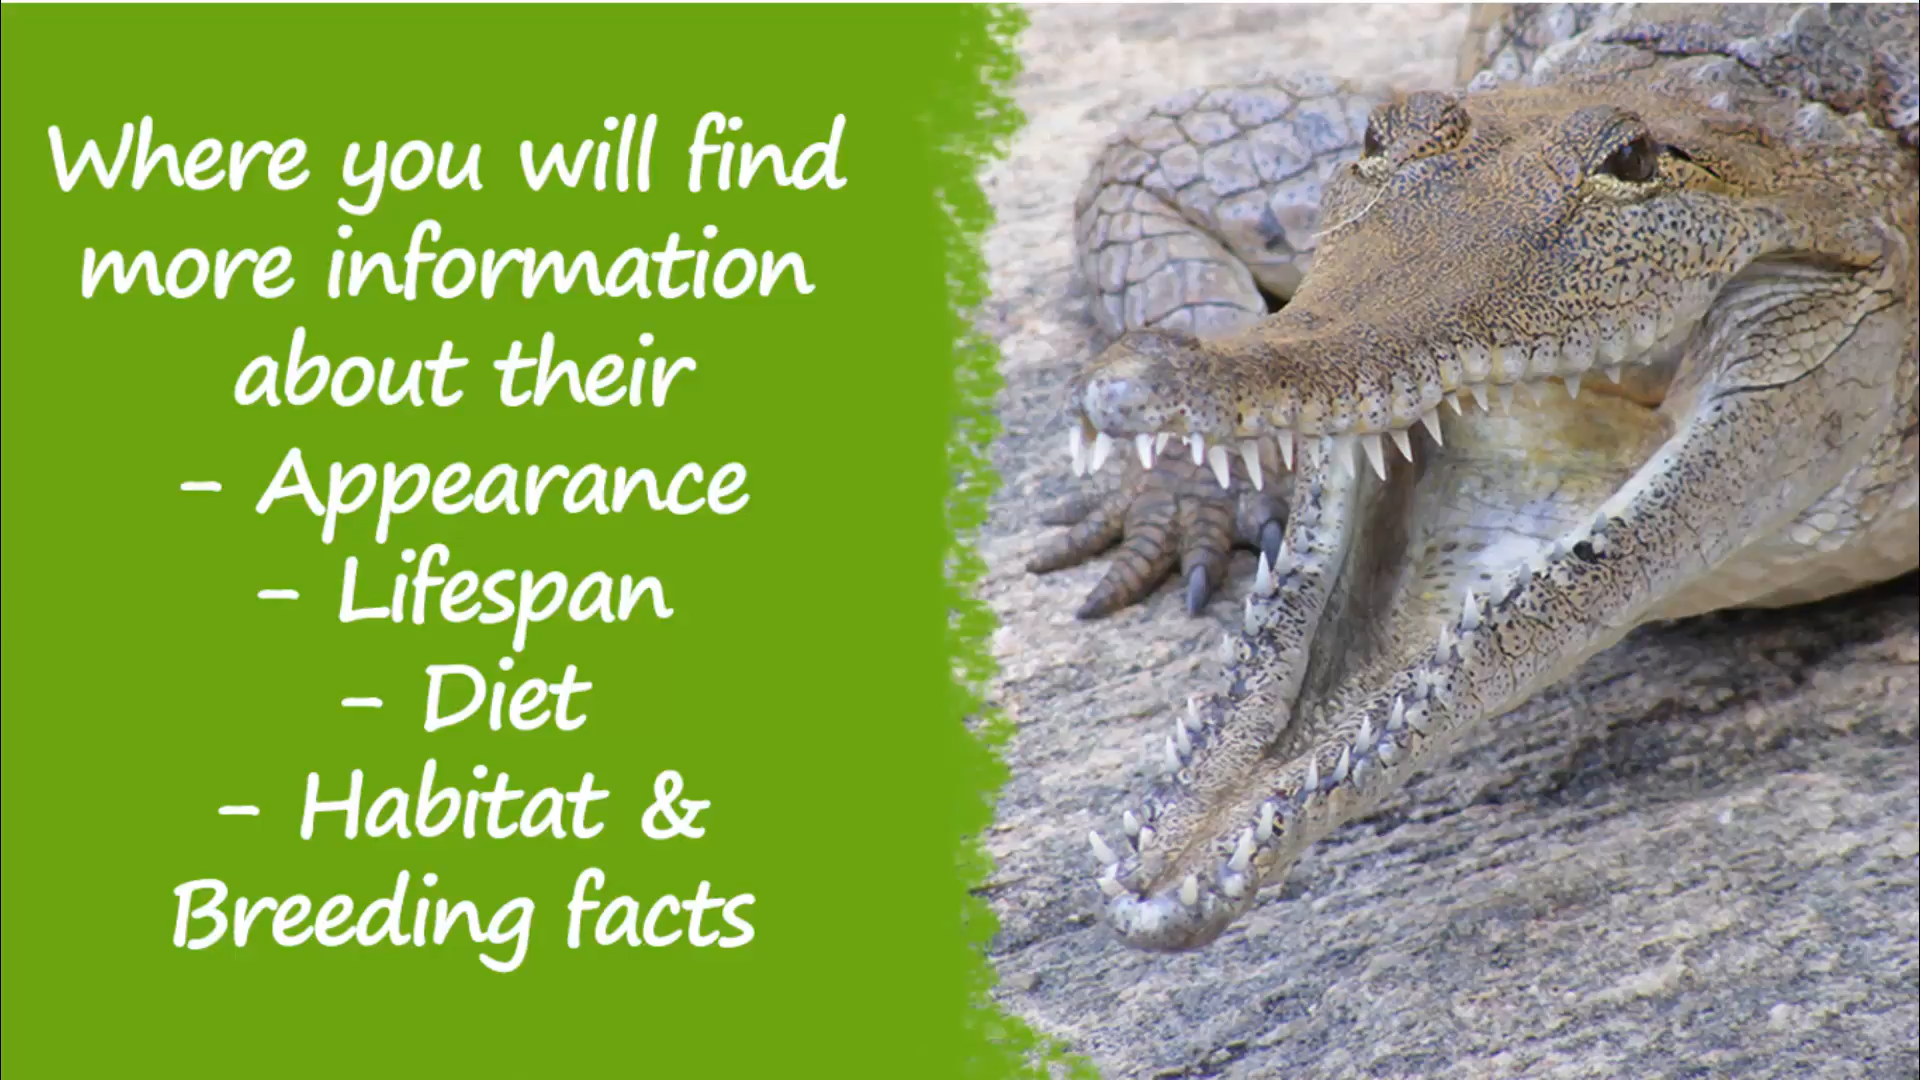 Where you will find
more information
about their
- Appearance
- Lifespan
- Diet
- Habitat &
Breeding facts